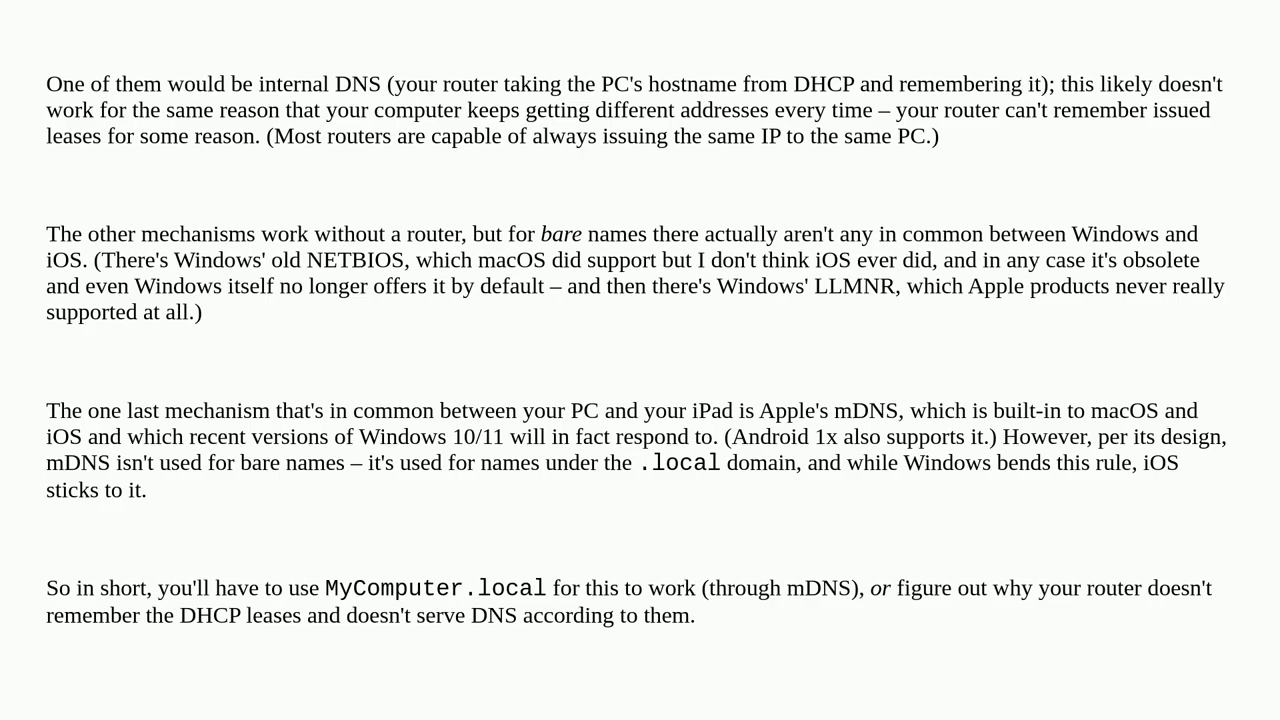 One of them would be internal DNS (your router taking the PC's hostname from DHCP and remembering it); this likely doesn't
work for the same reason that your computer keeps getting different addresses every time – your router can't remember issued
leases for some reason. (Most routers are capable of always issuing the same IP to the same PC.)
The other mechanisms work without a router, but for bare names there actually aren't any in common between Windows and
iOS. (There's Windows' old NETBIOS, which macOS did support but I don't think iOS ever did, and in any case it's obsolete
and even Windows itself no longer offers it by default – and then there's Windows' LLMNR, which Apple products never really
supported at all.)
The one last mechanism that's in common between your PC and your iPad is Apple's mDNS, which is built-in to macOS and
iOS and which recent versions of Windows 10/11 will in fact respond to. (Android 1x also supports it.) However, per its design,
mDNS isn't used for bare names – it's used for names under the .local domain, and while Windows bends this rule, iOS
sticks to it.
So in short, you'll have to use MyComputer.local for this to work (through mDNS), or figure out why your router doesn't
remember the DHCP leases and doesn't serve DNS according to them.